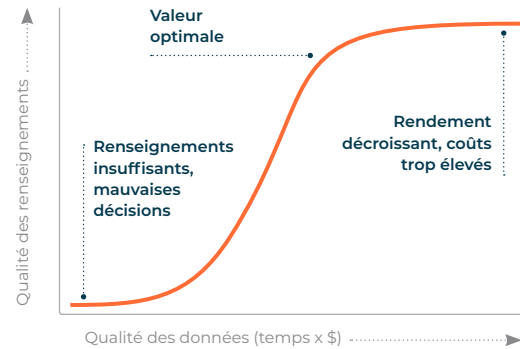 Valeur
optimale
Renseignements
insuffisants,
mauvaises
décisions
Rendement
décroissant, coûts
trop élevés
Qualité des renseignements
Qualité des données (temps x $)